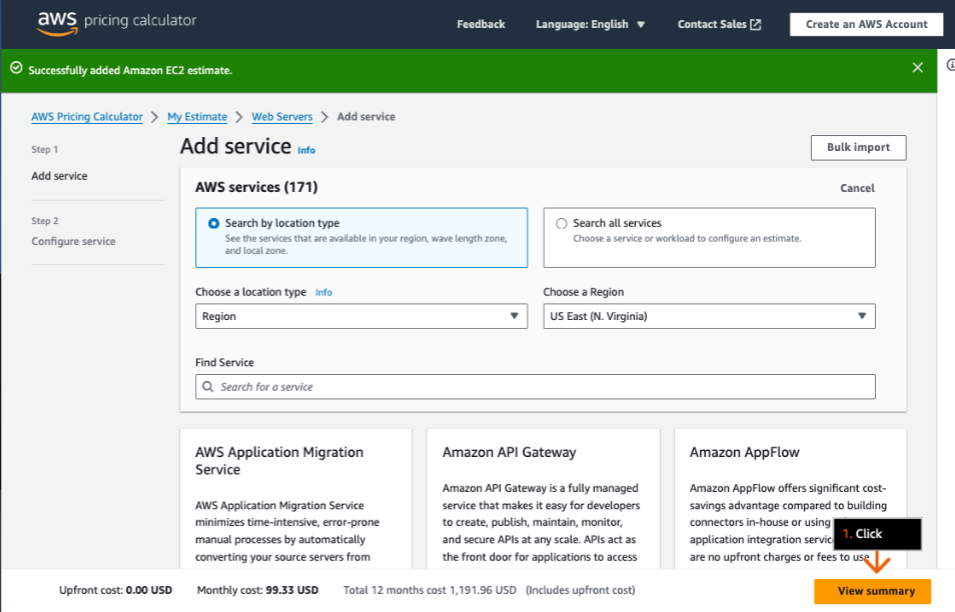 aws pricing calculator
Feedback
Language: English
Contact Sales
Create an AWS Account
Successfully added Amazon EC2 estimate.
AWS Pricing Calculator
My Estimate
Web Servers
Add service
Step 1
Add service
Step 2
Configure service
Add service Info
Bulk import
AWS services (171)
Cancel
Search by location type
See the services that are available in your region, wave length zone,
and local zone.
Search all services
Choose a service or workload to configure an estimate.
Choose a location type Info
Region
Choose a Region
US East (N. Virginia)
Find Service
Search for a service
AWS Application Migration
Service
AWS Application Migration Service
minimizes time-intensive, error-prone
manual processes by automatically
converting your source servers from
Amazon API Gateway
Amazon API Gateway is a fully managed
service that makes it easy for developers
to create, publish, maintain, monitor,
and secure APIs at any scale. APIs act as
the front door for applications to access
Amazon AppFlow
Amazon AppFlow offers significant cost-
savings advantage compared to building
connectors in-house or using
application integration
are no upfront charges or fees to use
1. Click
Upfront cost: 0.00 USD
Monthly cost: 99.33 USD
Total 12 months cost 1,191.96 USD (Includes upfront cost)
View summary